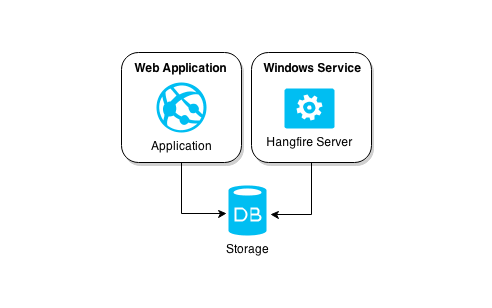 Web Application
Application
Windows Service
Hangfire Server
DB
Storage